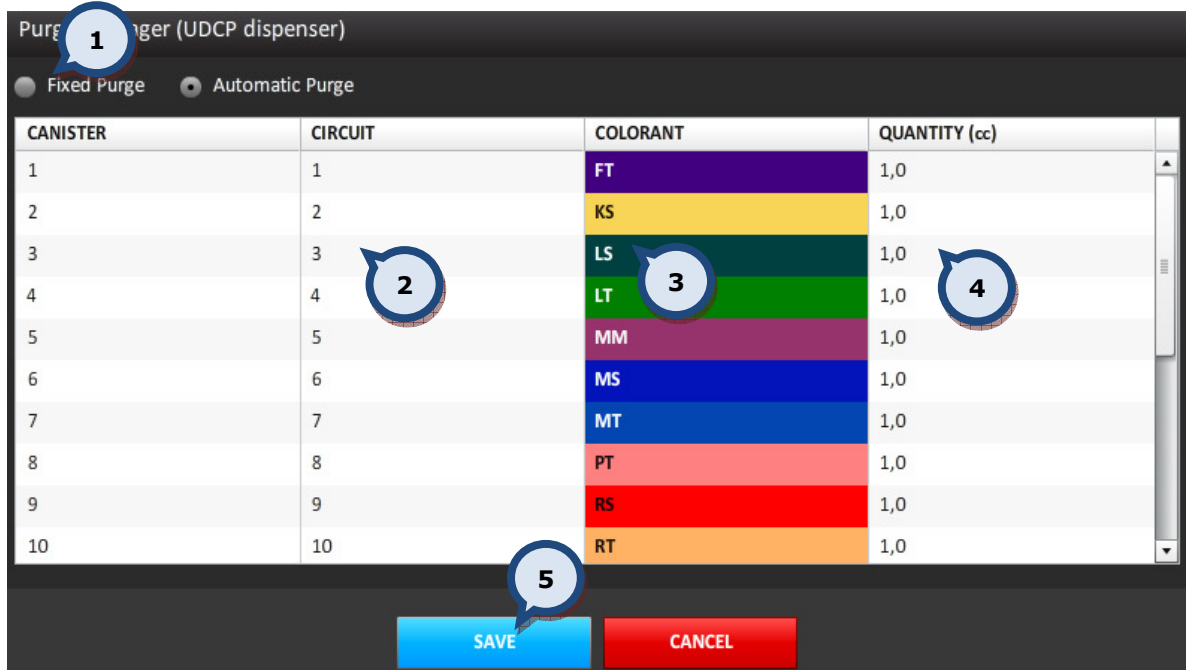 Purg ager (UDCP dispenser)
1
Fixed Purge Automatic Purge
CANISTER CIRCUIT COLORANT QUANTITY (cc)
1 1 FT 1,0
2 2 KS 1,0
3 3 LS 1,0
2 3 4
4 4 LT 1,0
5 5 MM 1,0
6 6 MS 1,0
7 7 MT 1,0
8 8 PT 1,0
9 9 RS 1,0
10 10 RT 1,0
5
SAVE CANCEL